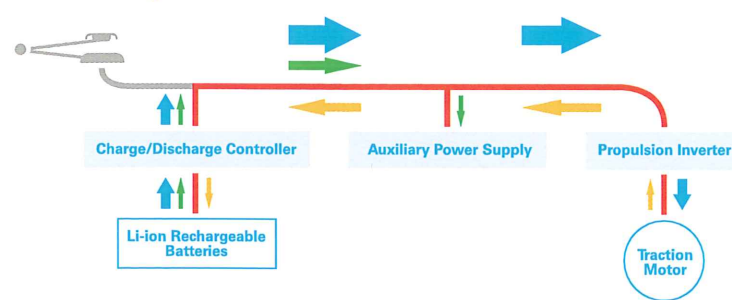 Charge/Discharge Controller
Auxiliary Power Supply
Propulsion Inverter
Li-ion Rechargeable
Batteries
Traction
Motor